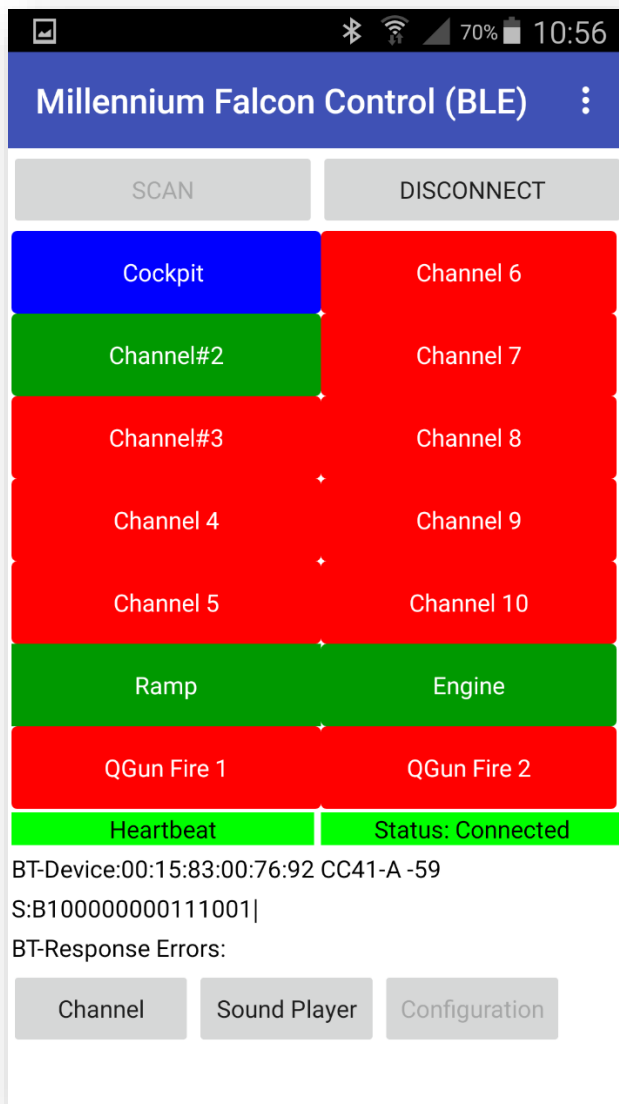 70% 10:56
Millennium Falcon Control (BLE)
SCAN DISCONNECT
Cockpit Channel 6
Channel#2 Channel 7
Channel#3 Channel 8
Channel 4 Channel 9
Channel 5 Channel 10
Ramp Engine
QGun Fire 1 QGun Fire 2
Heartbeat Status: Connected
BT-Device:00:15:83:00:76:92 CC41-A -59
S:B100000000111001|
BT-Response Errors:
Channel Sound Player Configuration